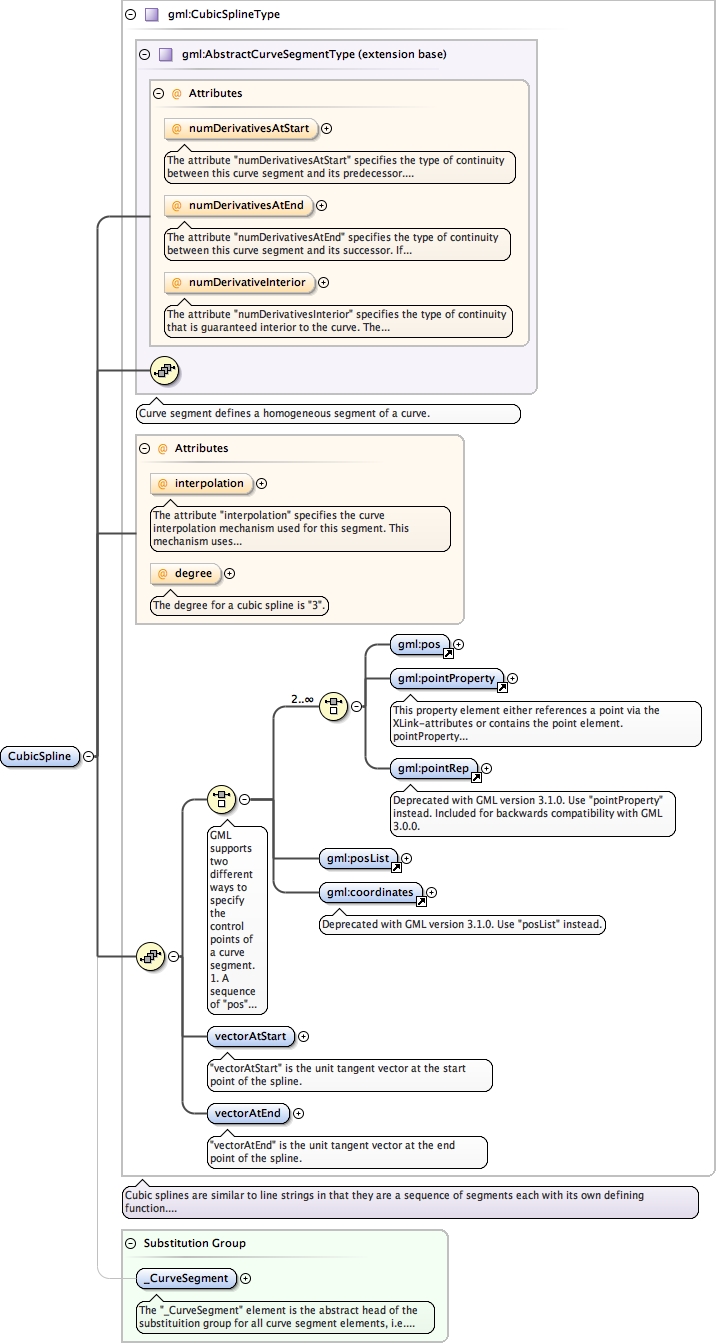 gml:CubicSplineType
gml:AbstractCurveSegmentType (extension base)
@ Attributes
@ numDerivativesAtStart
The attribute "numDerivativesAtStart" specifies the type of continuity
between this curve segment and its predecessor....
@ numDerivativesAtEnd
The attribute "numDerivativesAtEnd" specifies the type of continuity
between this curve segment and its successor. If...
@ numDerivativeInterior
The attribute "numDerivativesInterior" specifies the type of continuity
that is guaranteed interior to the curve. The...
Curve segment defines a homogeneous segment of a curve.
@ Attributes
@ interpolation
The attribute "interpolation" specifies the curve
interpolation mechanism used for this segment. This
mechanism uses...
@ degree
The degree for a cubic spline is "3".
gml:pos
2..∞
gml:pointProperty
This property element either references a point via the
XLink-attributes or contains the point element.
pointProperty...
CubicSpline
gml:pointRep
Deprecated with GML version 3.1.0. Use "pointProperty"
instead. Included for backwards compatibility with GML
3.0.0.
GML
supports
two
different
ways to
specify
the
control
points of
a curve
segment.
1. A
sequence
of "pos"...
gml:posList
gml:coordinates
Deprecated with GML version 3.1.0. Use "posList" instead.
vectorAtStart
"vectorAtStart" is the unit tangent vector at the start
point of the spline.
vectorAtEnd
"vectorAtEnd" is the unit tangent vector at the end
point of the spline.
Cubic splines are similar to line strings in that they are a sequence of segments each with its own defining
function....
Substitution Group
_CurveSegment
The "_CurveSegment" element is the abstract head of the
substituition group for all curve segment elements, i.e....